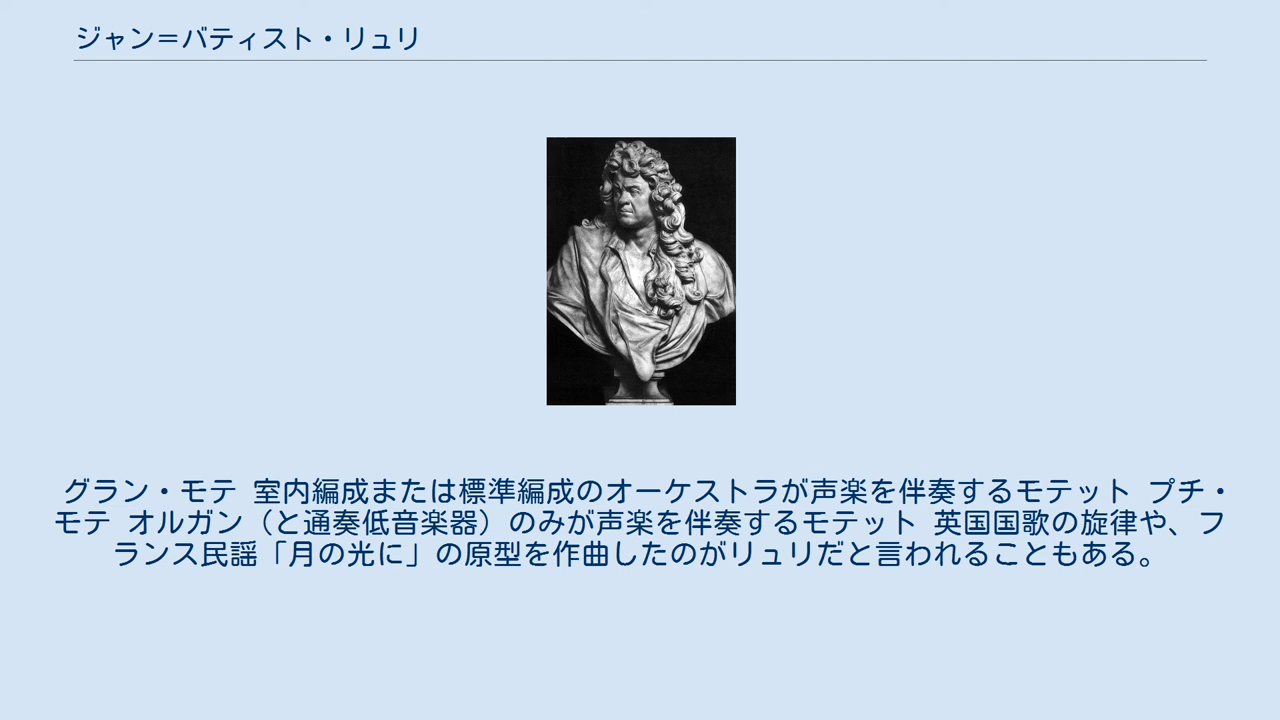 ジャン＝バティスト・リュリ
グラン・モテ 室内編成または標準編成のオーケストラが声楽を伴奏するモテット プチ・
モテ オルガン（と通奏低音楽器）のみが声楽を伴奏するモテット 英国国歌の旋律や、フ
ランス民謡「月の光に」の原型を作曲したのがリュリだと言われることもある。